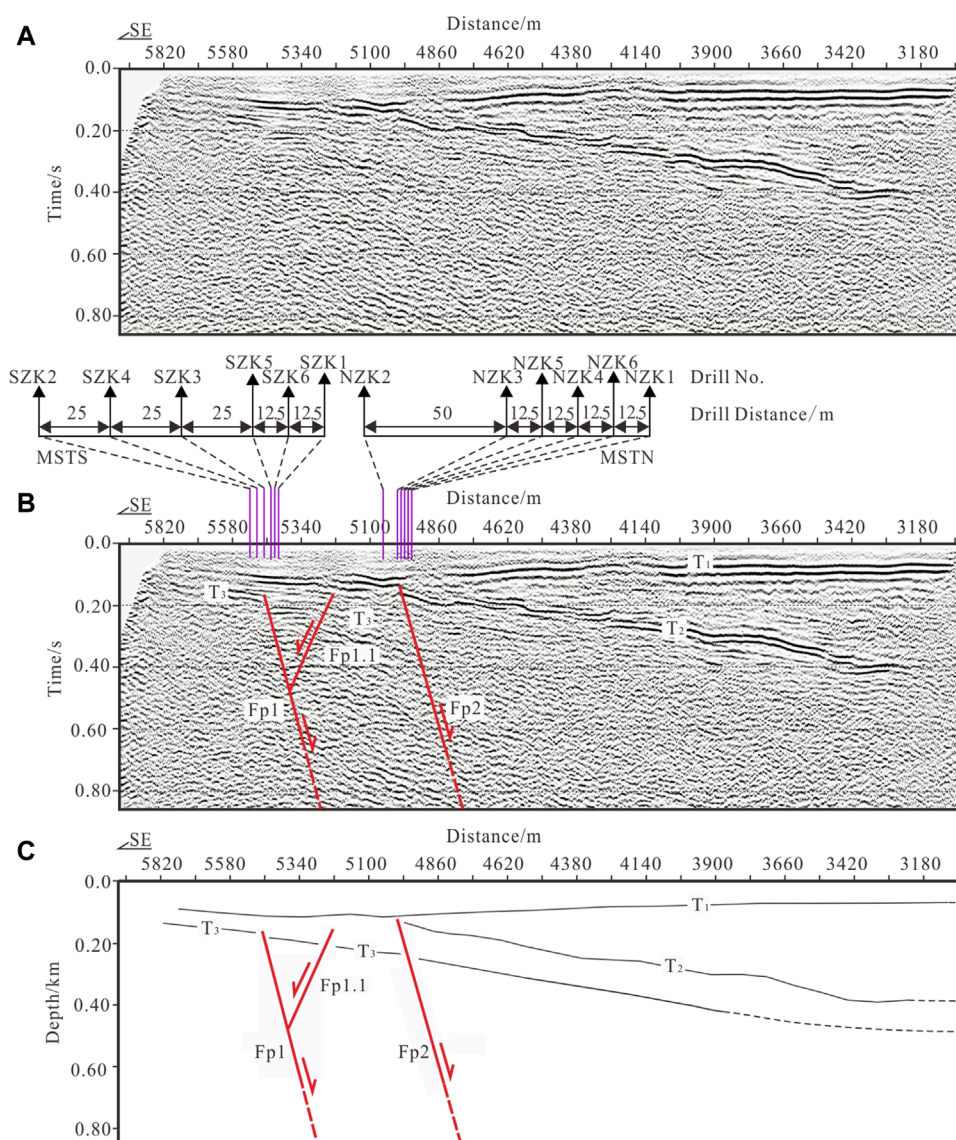 A
SE
Distance/m
5820 5580 5340 5100 4860 4620 4380 4140 3900 3660 3420 3180
Time/s
0.0
0.20
0.40
0.60
0.80
SZK2 SZK4 SZK3 SZK5 SZK6 SZK1 NZK2 NZK3 NZK5 NZK4 NZK6 NZK1 Drill No.
25 25 25 12.5 12.5 50 12.5 12.5 12.5 12.5 Drill Distance/m
MSTS MSTN
B
SE
Distance/m
5820 5580 5340 5100 4860 4620 4380 4140 3900 3660 3420 3180
Time/s
0.0
0.20
0.40
0.60
0.80
T1
T3
T3
T2
Fp1.1
Fp1
Fp2
C
SE
Distance/m
5820 5580 5340 5100 4860 4620 4380 4140 3900 3660 3420 3180
Depth/km
0.0
0.20
0.40
0.60
0.80
T1
T3
T3
T2
Fp1.1
Fp1
Fp2